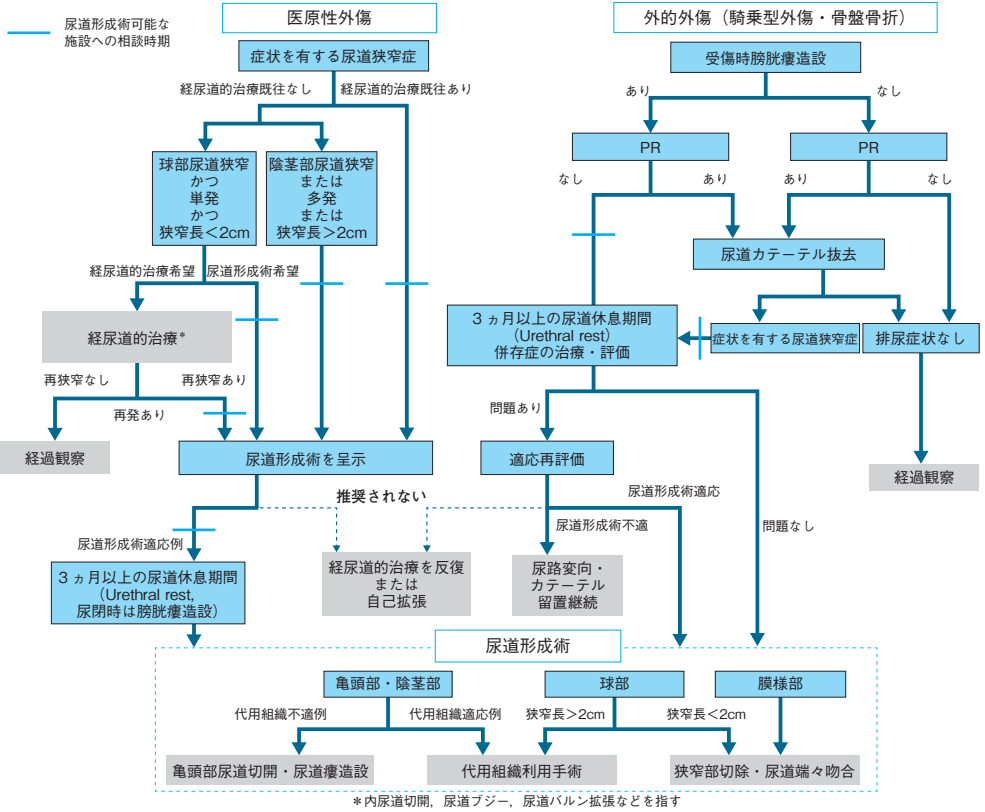 尿道形成術可能な
施設への相談時期
医原性外傷
症状を有する尿道狭窄症
経尿道的治療既往なし
経尿道的治療既往あり
球部尿道狭窄
かつ
単発
かつ
狭窄長<2cm
陰茎部尿道狭窄
または
多発
または
狭窄長>2cm
経尿道的治療希望
尿道形成術希望
経尿道的治療*
再狭窄なし
再狭窄あり
再発あり
経過観察
尿道形成術を呈示
推奨されない
尿道形成術適応例
3ヵ月以上の尿道休息期間
(Urethral rest,
尿閉時は膀胱瘻造設)
経尿道的治療を反復
または
自己拡張
外的外傷(騎乗型外傷・骨盤骨折)
受傷時膀胱瘻造設
あり
なし
PR
PR
なし
あり
あり
なし
尿道カテーテル抜去
3ヵ月以上の尿道休息期間
(Urethral rest)
併存症の治療・評価
症状を有する尿道狭窄症
排尿症状なし
問題あり
適応再評価
経過観察
尿道形成術適応
尿道形成術不適
問題なし
尿路変向・
カテーテル
留置継続
尿道形成術
亀頭部・陰茎部
球部
膜様部
代用組織不適例
代用組織適応例
狭窄長>2cm
狭窄長<2cm
亀頭部尿道切開・尿道瘻造設
代用組織利用手術
狭窄部切除・尿道端々吻合
*内尿道切開,尿道ブジー,尿道バルン拡張などを指す